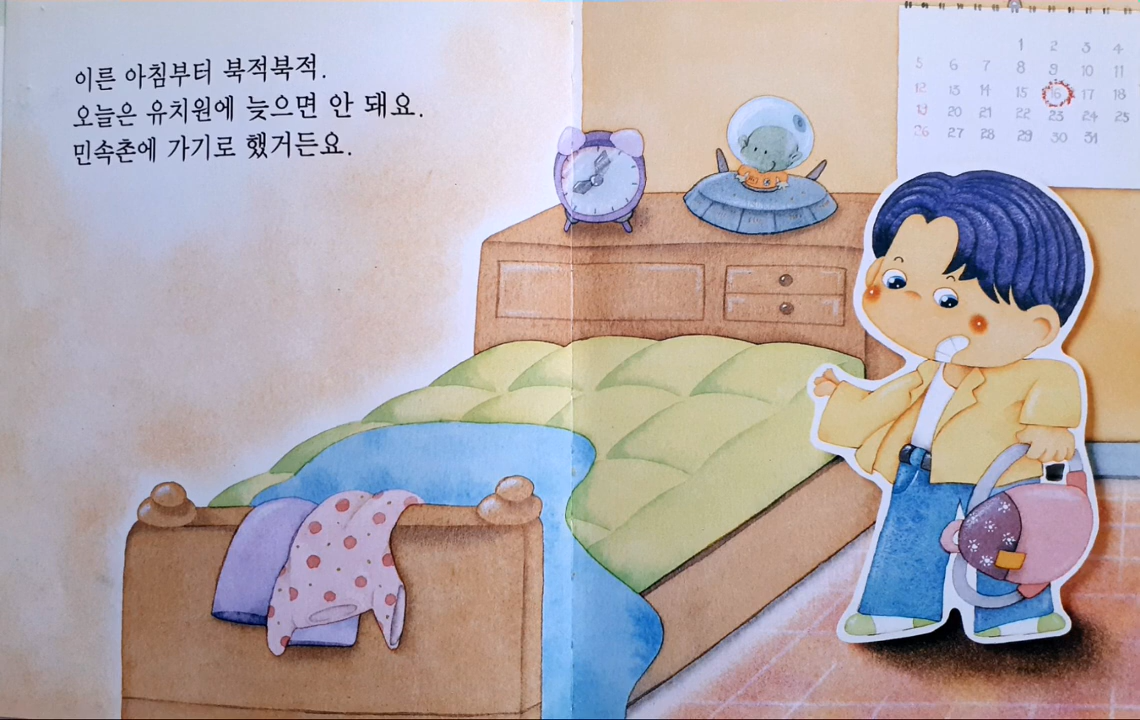 이른 아침부터 북적북적.
오늘은 유치원에 늦으면 안 돼요.
민속촌에 가기로 했거든요.
1 2 3 4
5 6 7 8 9 10 11
12 13 14 15 16 17 18
19 20 21 22 23 24 25
26 27 28 29 30 31